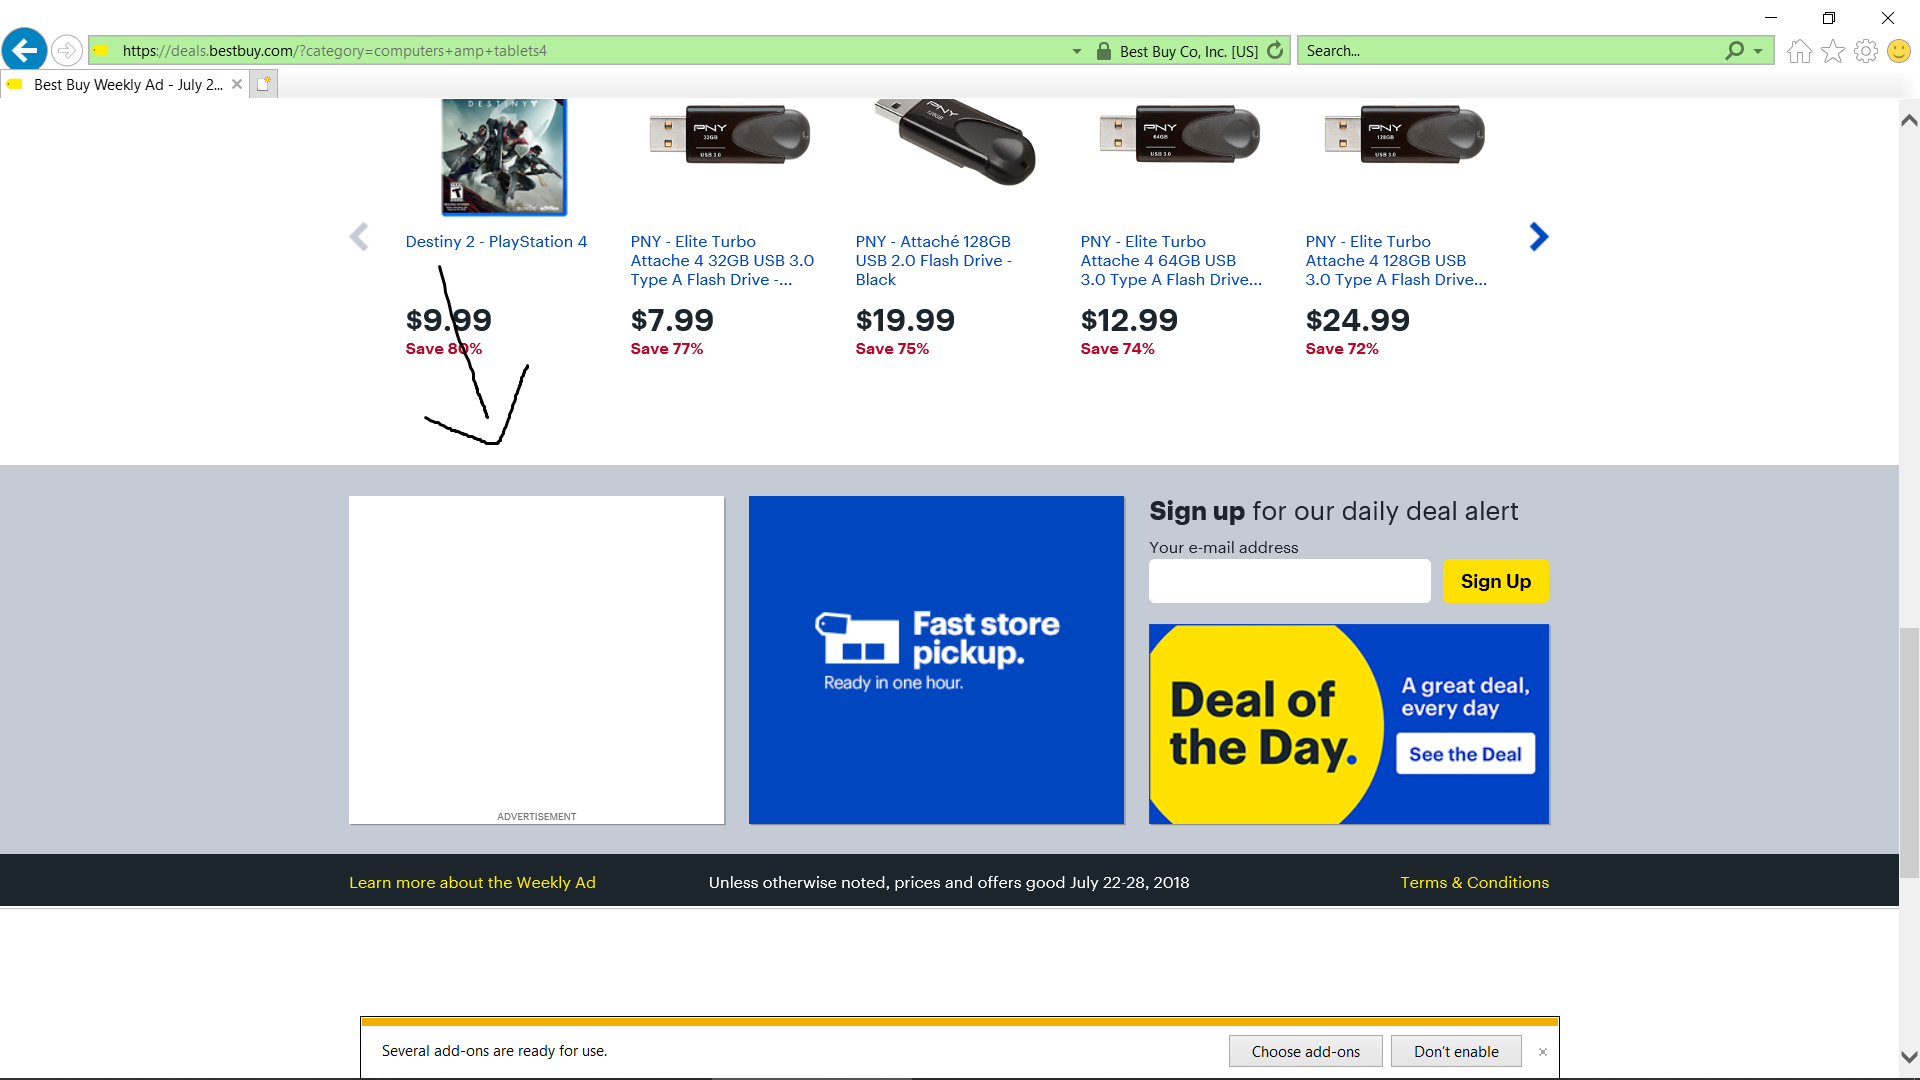 https://deals.bestbuy.com/?category=computers+amp+tablets4
Best Buy Co, Inc. [US]
Search...
Best Buy Weekly Ad - July 2...
DESTINY
PNY
32GB
USB 3.0
PNY
128GB
PNY
64GB
USB 3.0
PNY
128GB
USB 3.0
Destiny 2 - PlayStation 4
$9.99
Save 80%
PNY - Elite Turbo
Attache 4 32GB USB 3.0
Type A Flash Drive -...
$7.99
Save 77%
PNY - Attaché 128GB
USB 2.0 Flash Drive -
Black
$19.99
Save 75%
PNY - Elite Turbo
Attache 4 64GB USB
3.0 Type A Flash Drive...
$12.99
Save 74%
PNY - Elite Turbo
Attache 4 128GB USB
3.0 Type A Flash Drive...
$24.99
Save 72%
ADVERTISEMENT
Fast store
pickup.
Ready in one hour.
Sign up for our daily deal alert
Your e-mail address
Sign Up
Deal of
the Day.
A great deal,
every day
See the Deal
Learn more about the Weekly Ad
Unless otherwise noted, prices and offers good July 22-28, 2018
Terms & Conditions
Several add-ons are ready for use.
Choose add-ons
Don't enable